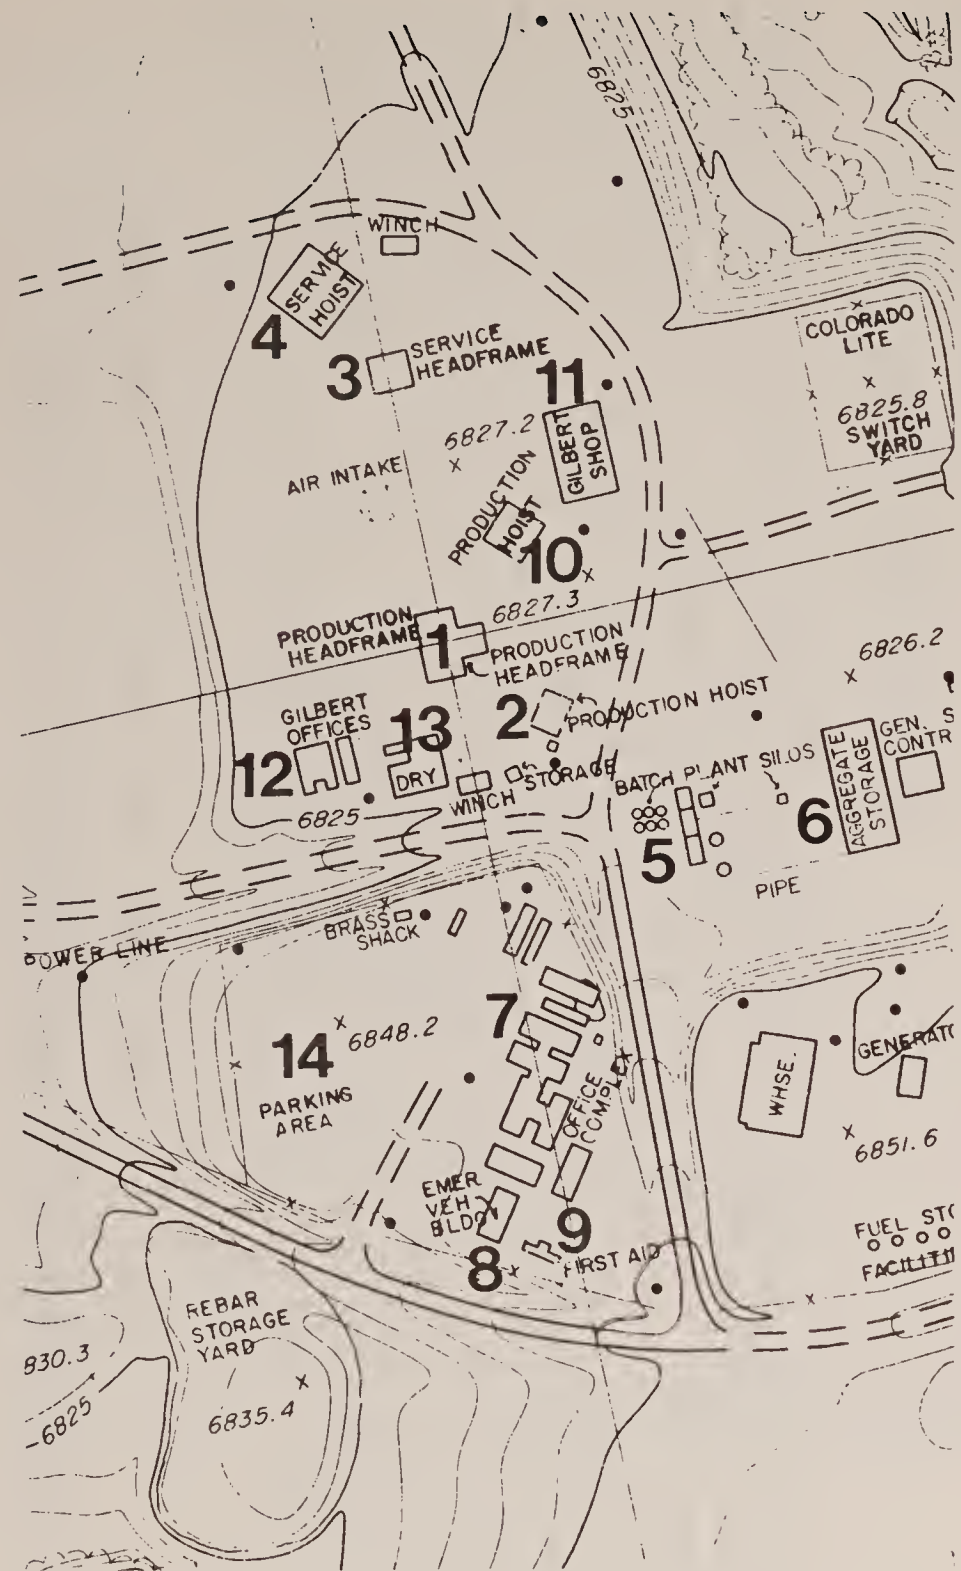 6825
WINCH
SERVICE
HOIST
4
COLORADO
LITE
3
SERVICE
HEADFRAME
11
6825.8
SWITCH
YARD
6827.2
GILBERT
SHOP
AIR INTAKE
PRODUCTION
HOIST
10
6827.3
PRODUCTION
HEADFRAME
1
PRODUCTION
HEADFRAME
6826.2
2
PRODUCTION HOIST
GILBERT
OFFICES
13
12
DRY
WINCH
STORAGE
BATCH PLANT SILOS
AGGREGATE
STORAGE
GEN. S
CONTR
6825
5
6
PIPE
BRASS
SHACK
POWER LINE
7
14
6848.2
PARKING
AREA
OFFICE
COMPLEX
WHSE.
GENERATO
6851.6
EMER
VEH
BLDG
8
9
FIRST AID
FUEL STO
FACILITI
REBAR
STORAGE
YARD
830.3
6825
6835.4